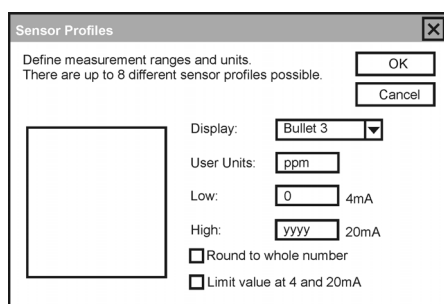 Sensor Profiles
Define measurement ranges and units.
There are up to 8 different sensor profiles possible.
OK
Cancel
Display: Bullet 3
User Units: ppm
Low: 0 4mA
High: yyyy 20mA
Round to whole number
Limit value at 4 and 20mA